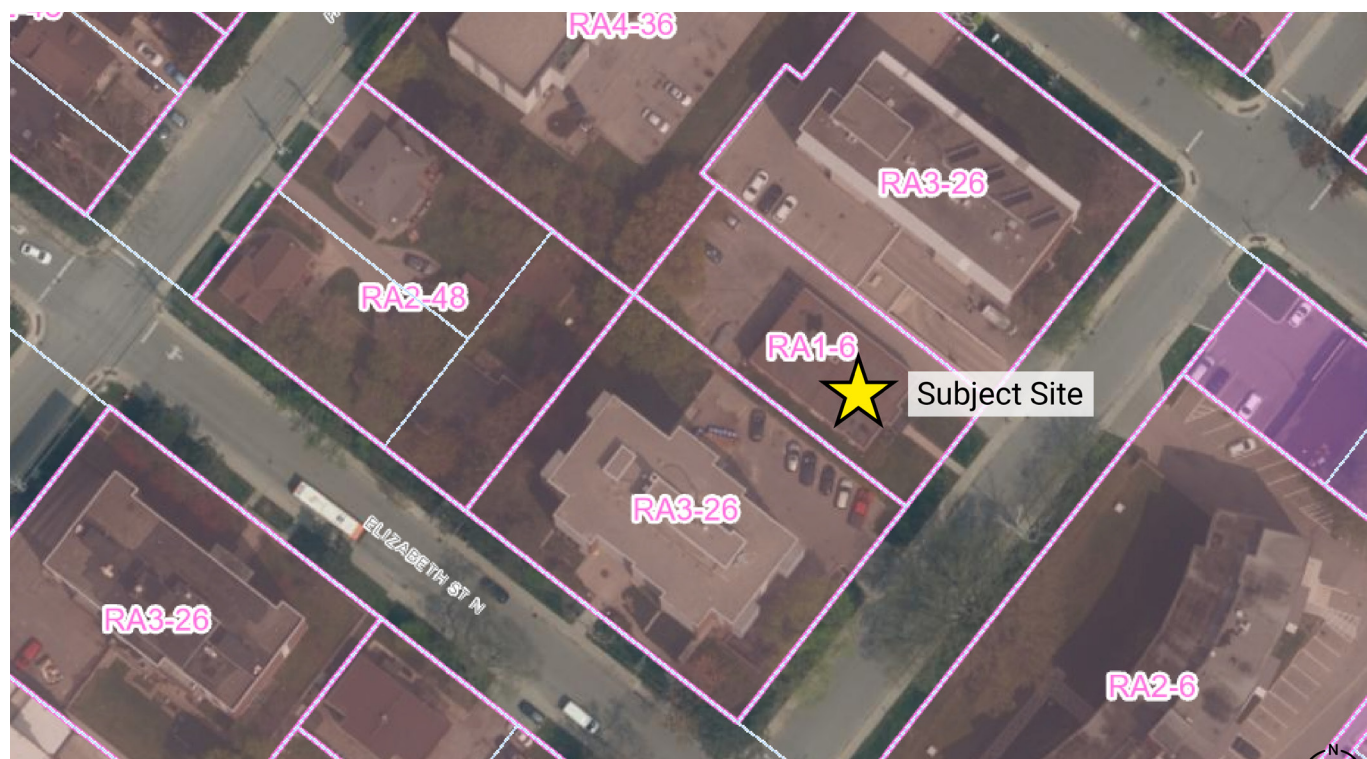 RA4-36
RA3-26
RA2-48
RA1-6
Subject Site
RA3-26
ELIZABETH ST N
RA3-26
RA2-6
N